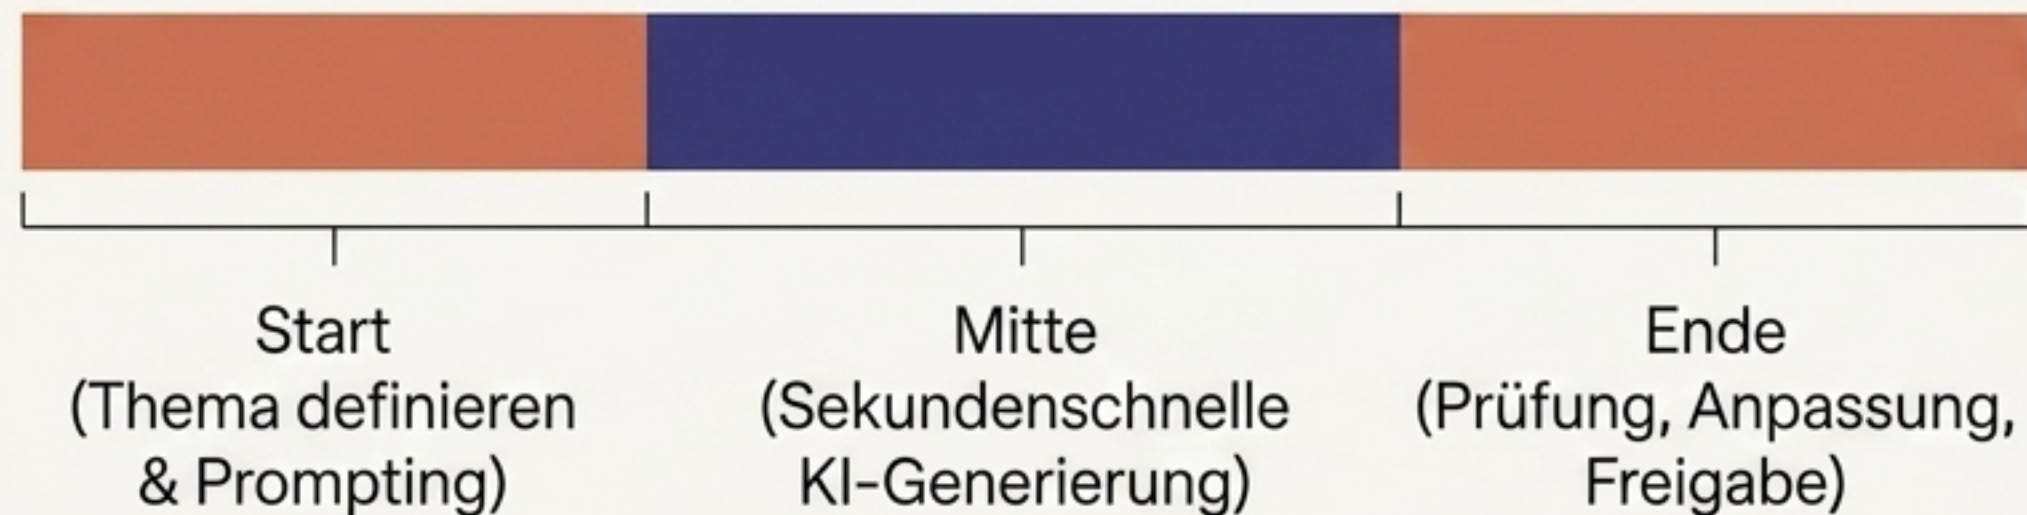 Start
(Thema definieren
& Prompting)
Mitte
(Sekundenschnelle
KI-Generierung)
Ende
(Prüfung, Anpassung,
Freigabe)